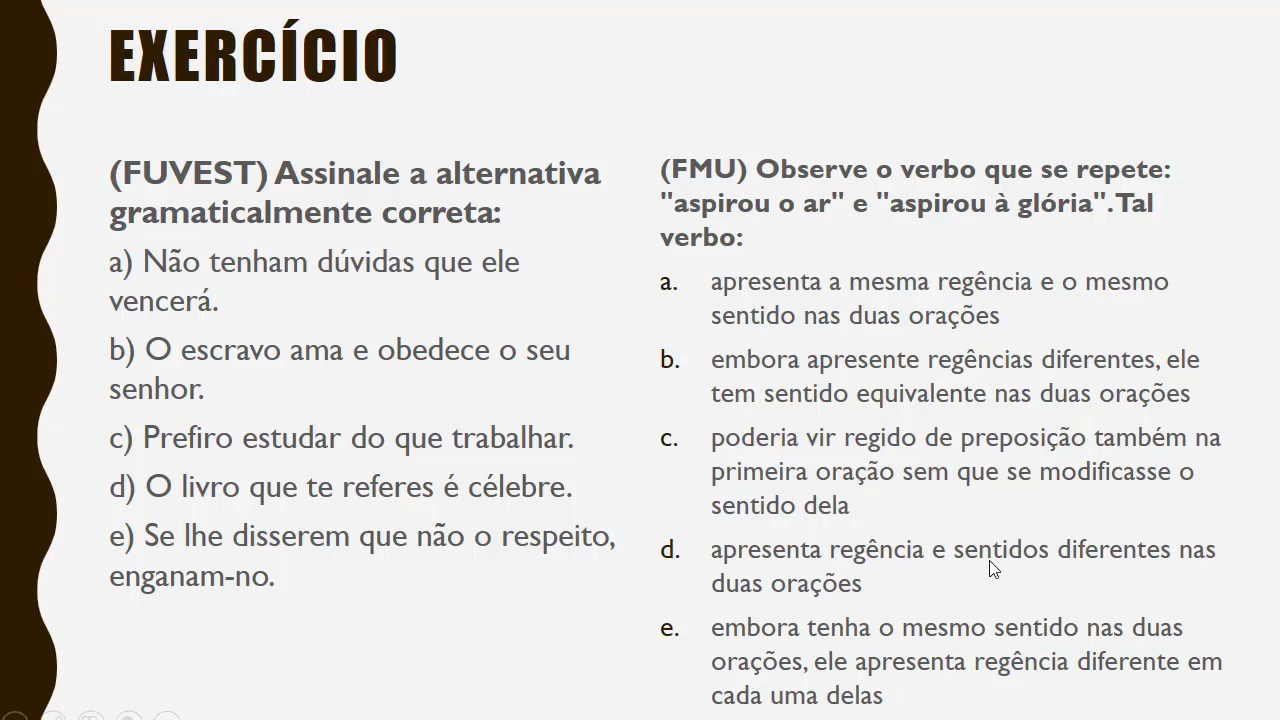 EXERCÍCIO
(FUVEST) Assinale a alternativa
gramaticalmente correta:
a) Não tenham dúvidas que ele
vencerá.
b) O escravo ama e obedece o seu
senhor.
c) Prefiro estudar do que trabalhar.
d) O livro que te referes é célebre.
e) Se lhe disserem que não o respeito,
enganam-no.
(FMU) Observe o verbo que se repete:
"aspirou o ar" e "aspirou à glória". Tal
verbo:
a. apresenta a mesma regência e o mesmo
sentido nas duas orações
b. embora apresente regências diferentes, ele
tem sentido equivalente nas duas orações
c. poderia vir regido de preposição também na
primeira oração sem que se modificasse o
sentido dela
d. apresenta regência e sentidos diferentes nas
duas orações
e. embora tenha o mesmo sentido nas duas
orações, ele apresenta regência diferente em
cada uma delas